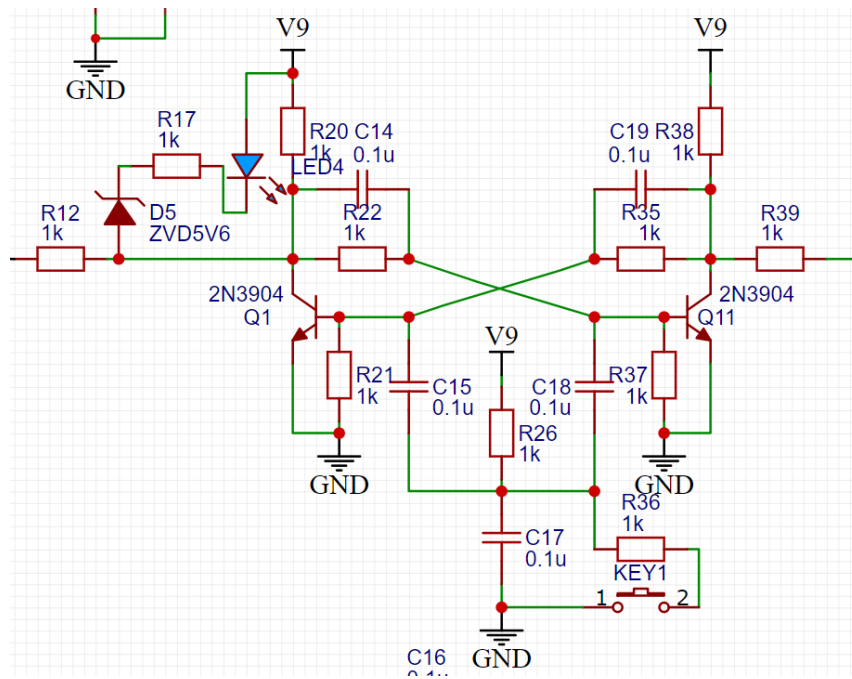 V9
V9
GND
R17
1k
R20
1k
C14
0.1u
LED4
C19
0.1u
R38
1k
R12
1k
D5
ZVD5V6
R22
1k
R35
1k
R39
1k
2N3904
Q1
2N3904
Q11
V9
R21
1k
C15
0.1u
C18
0.1u
R37
1k
R26
1k
GND
GND
R36
1k
C17
0.1u
KEY1
1
2
GND
C16
0.1u